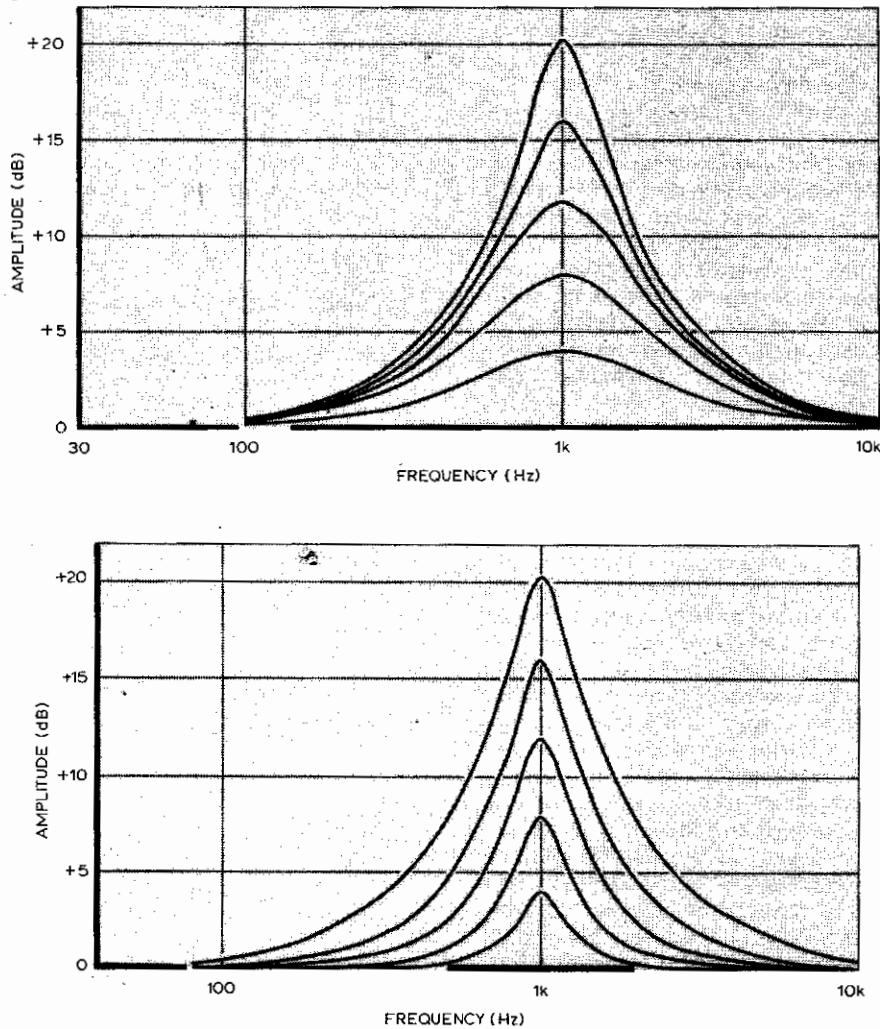 +20
+15
+10
+5
0
AMPLITUDE (dB)
30 100 1k 10k
FREQUENCY (Hz)
+20
+15
+10
+5
0
AMPLITUDE (dB)
100 1k 10k
FREQUENCY (Hz)